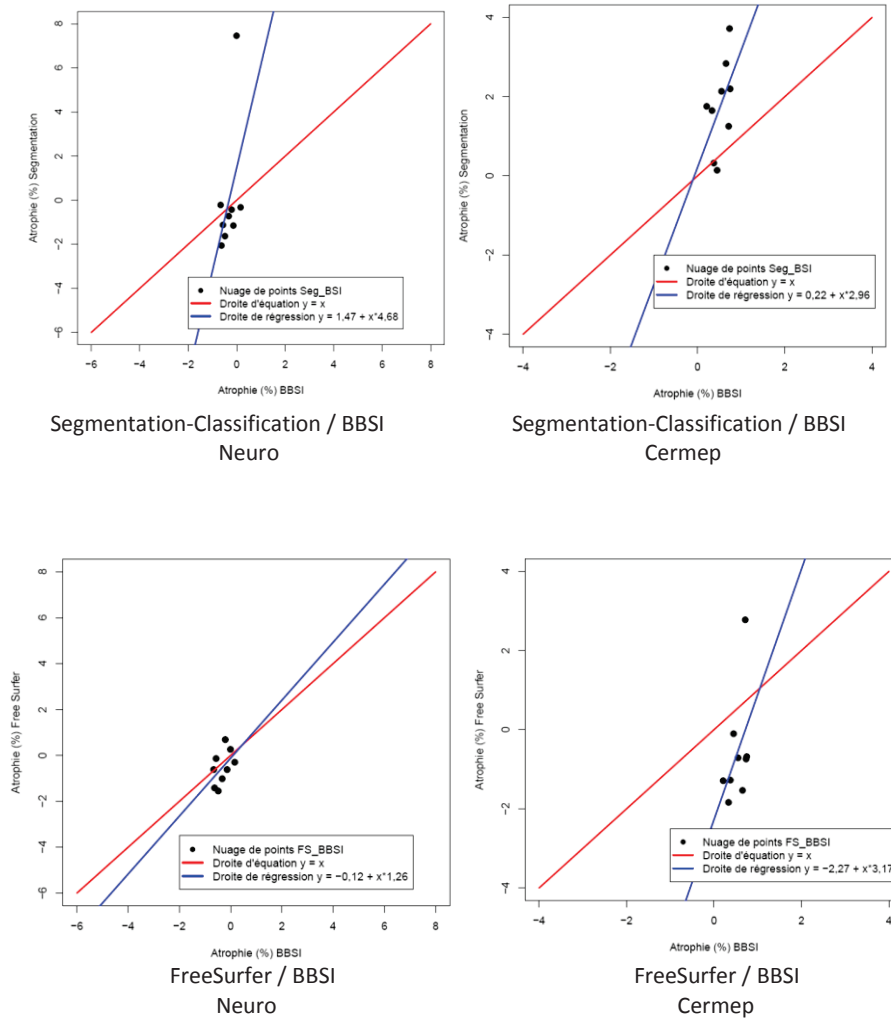 8
6
4
2
0
−2
−4
−6
Atrophie (%) Segmentation
Nuage de points Seg_BSI
Droite d'équation y = x
Droite de régression y = 1,47 + x*4,68
−6 −4 −2 0 2 4 6 8
Atrophie (%) BBSI
Segmentation-Classification / BBSI
Neuro
4
2
0
−2
−4
Atrophie (%) Segmentation
Nuage de points Seg_BSI
Droite d'équation y = x
Droite de régression y = 0,22 + x*2,96
−4 −2 0 2 4
Atrophie (%) BBSI
Segmentation-Classification / BBSI
Cermep
8
6
4
2
0
−2
−4
−6
Atrophie (%) Free Surfer
Nuage de points FS_BBSI
Droite d'équation y = x
Droite de régression y = −0,12 + x*1,26
−6 −4 −2 0 2 4 6 8
Atrophie (%) BBSI
FreeSurfer / BBSI
Neuro
4
2
0
−2
−4
Atrophie (%) Free Surfer
Nuage de points FS_BBSI
Droite d'équation y = x
Droite de régression y = −2,27 + x*3,17
−4 −2 0 2 4
Atrophie (%) BBSI
FreeSurfer / BBSI
Cermep